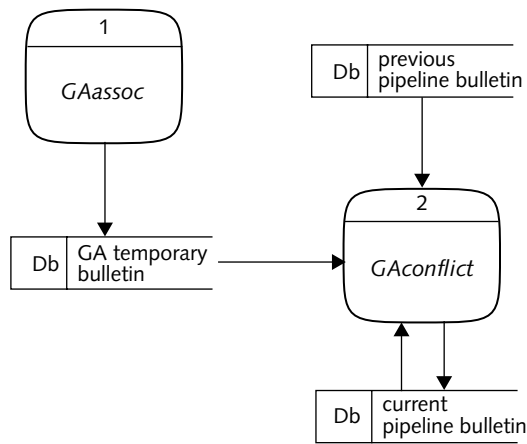 1
GAassoc
Db
previous
pipeline bulletin
2
GAconflict
Db
GA temporary
bulletin
Db
current
pipeline bulletin